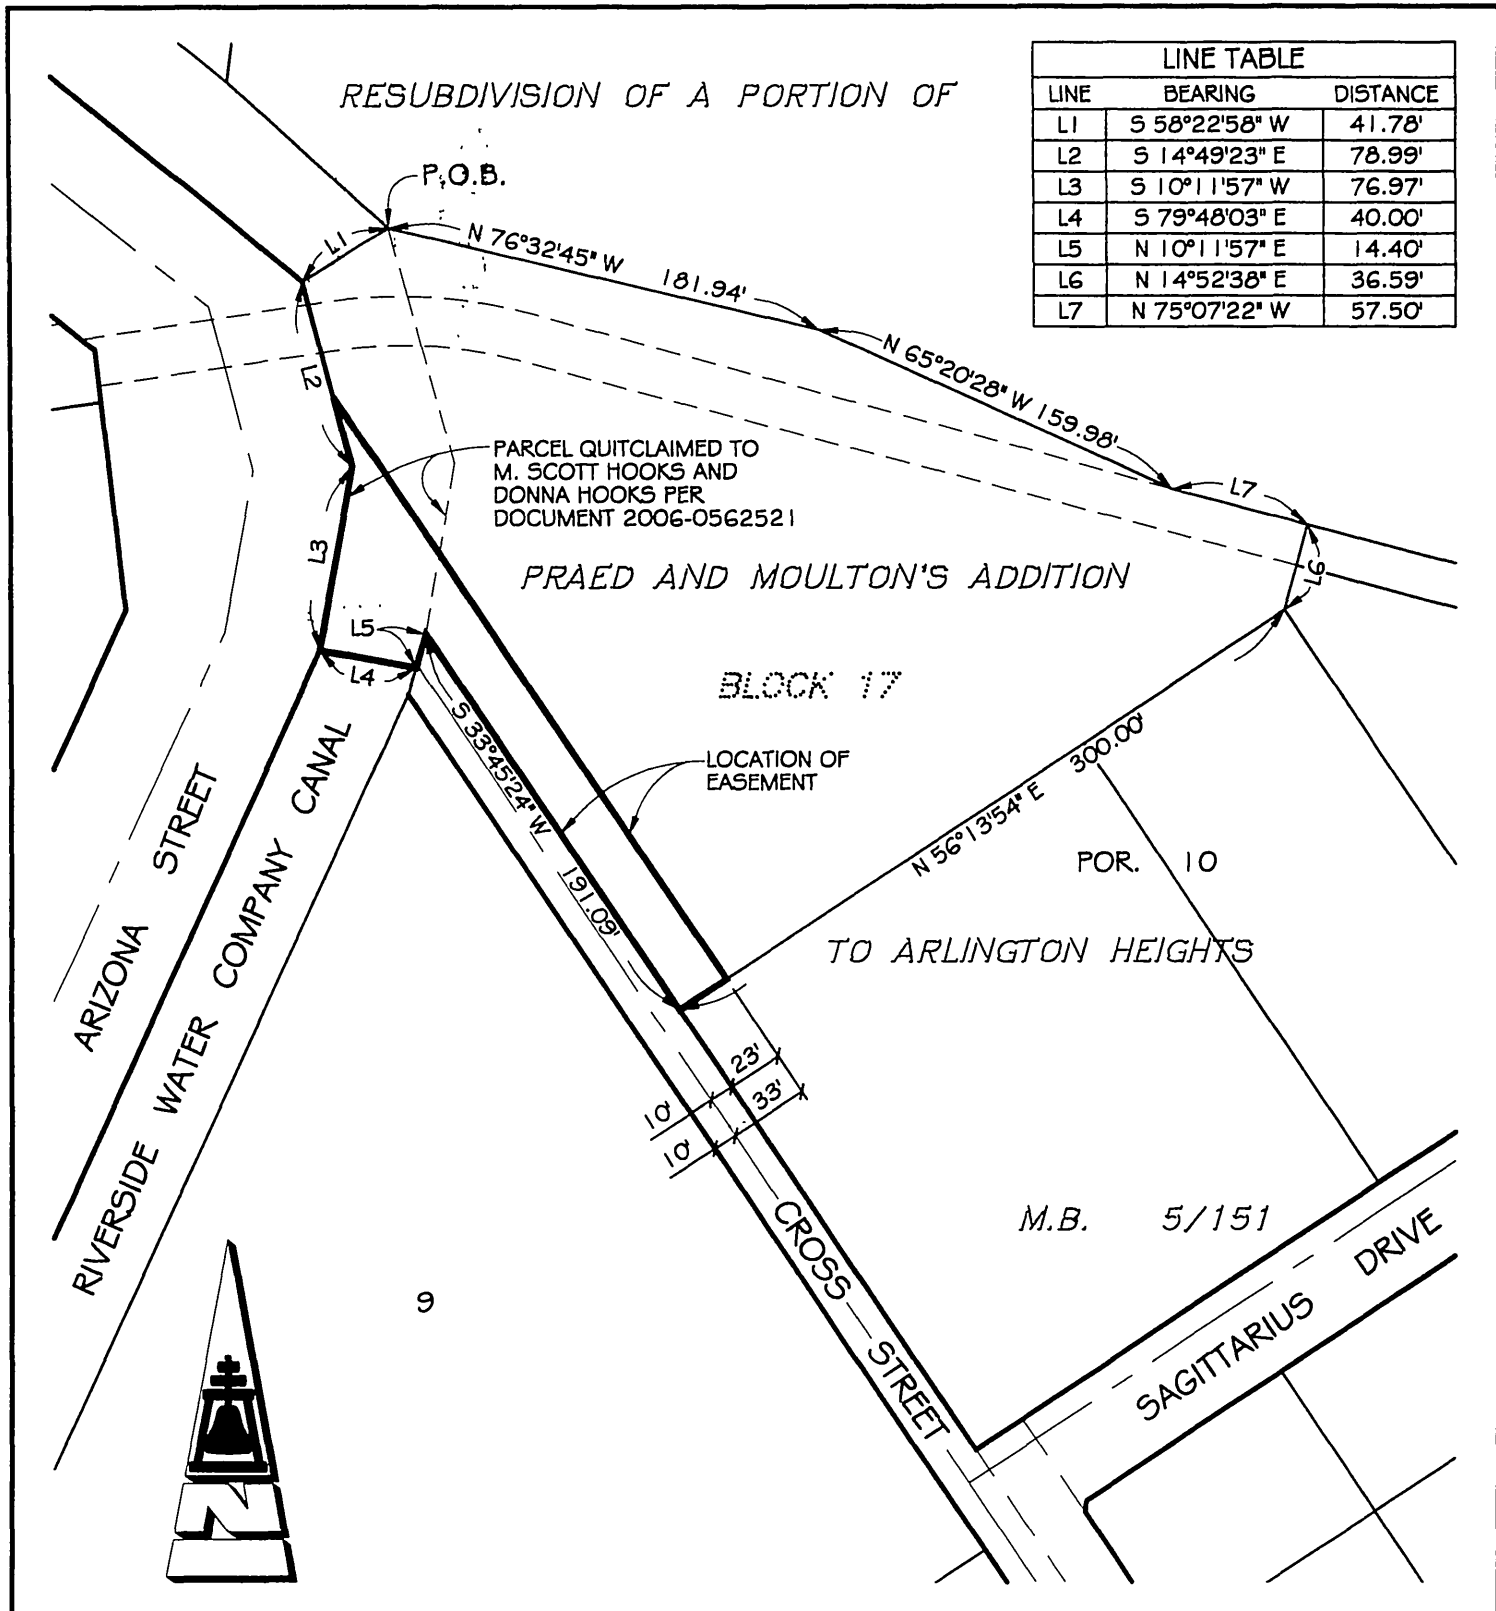 RESUBDIVISION OF A PORTION OF
LINE TABLE
LINE BEARING DISTANCE
L1 S 58°22'58" W 41.78'
L2 S 14°49'23" E 78.99'
L3 S 10°11'57" W 76.97'
L4 S 79°48'03" E 40.00'
L5 N 10°11'57" E 14.40'
L6 N 14°52'38" E 36.59'
L7 N 75°07'22" W 57.50'
P.O.B.
L1
N 76°32'45" W 181.94'
N 65°20'28" W 159.98'
L2
L7
L6
PARCEL QUITCLAIMED TO
M. SCOTT HOOKS AND
DONNA HOOKS PER
DOCUMENT 2006-0562521
L3
PRAED AND MOULTON'S ADDITION
L5
L4
BLOCK 17
S 33°45'24" W 191.09'
LOCATION OF
EASEMENT
N 56°13'54" E 300.00'
POR. 10
TO ARLINGTON HEIGHTS
ARIZONA STREET
RIVERSIDE WATER COMPANY CANAL
23'
33'
10'
10'
M.B. 5/151
CROSS STREET
SAGITTARIUS DRIVE
9
N